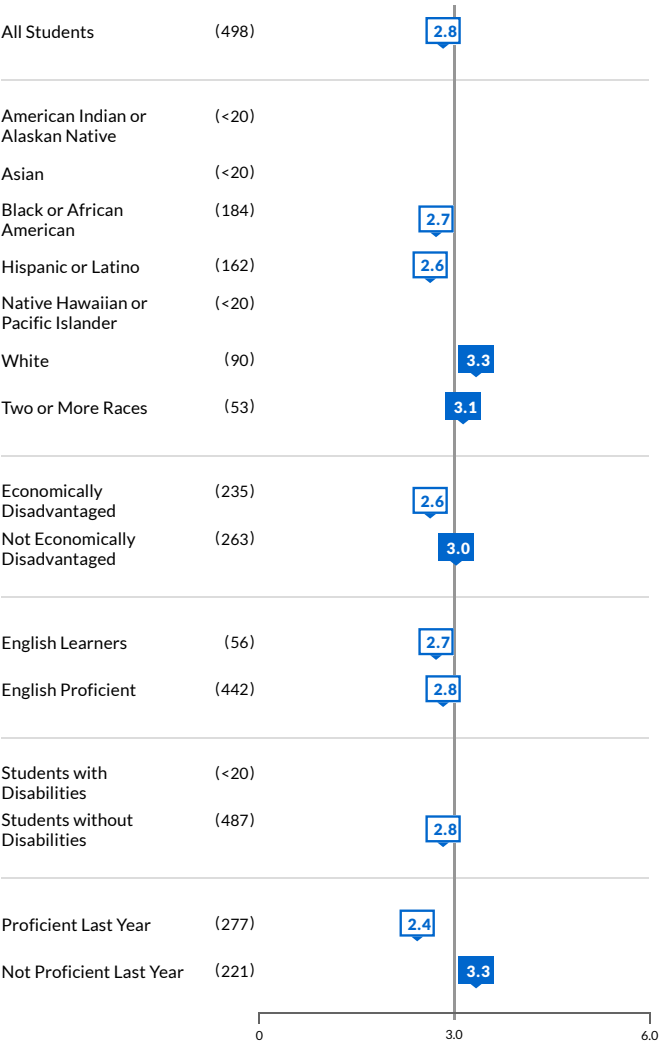 All Students (498) 2.8
American Indian or (<20)
Alaskan Native
Asian (<20)
Black or African (184) 2.7
American
Hispanic or Latino (162) 2.6
Native Hawaiian or (<20)
Pacific Islander
White (90) 3.3
Two or More Races (53) 3.1
Economically (235) 2.6
Disadvantaged
Not Economically (263) 3.0
Disadvantaged
English Learners (56) 2.7
English Proficient (442) 2.8
Students with (<20)
Disabilities
Students without (487) 2.8
Disabilities
Proficient Last Year (277) 2.4
Not Proficient Last Year (221) 3.3
0 3.0 6.0